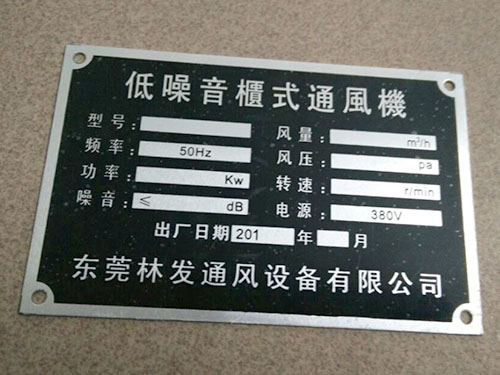 低噪音櫃式通風機
型号: 风量: m³/h
频率: 50Hz 风压: pa
功率: Kw 转速: r/min
噪音: ≤ dB 电源: 380V
出厂日期 201 年 月
东莞林发通风设备有限公司